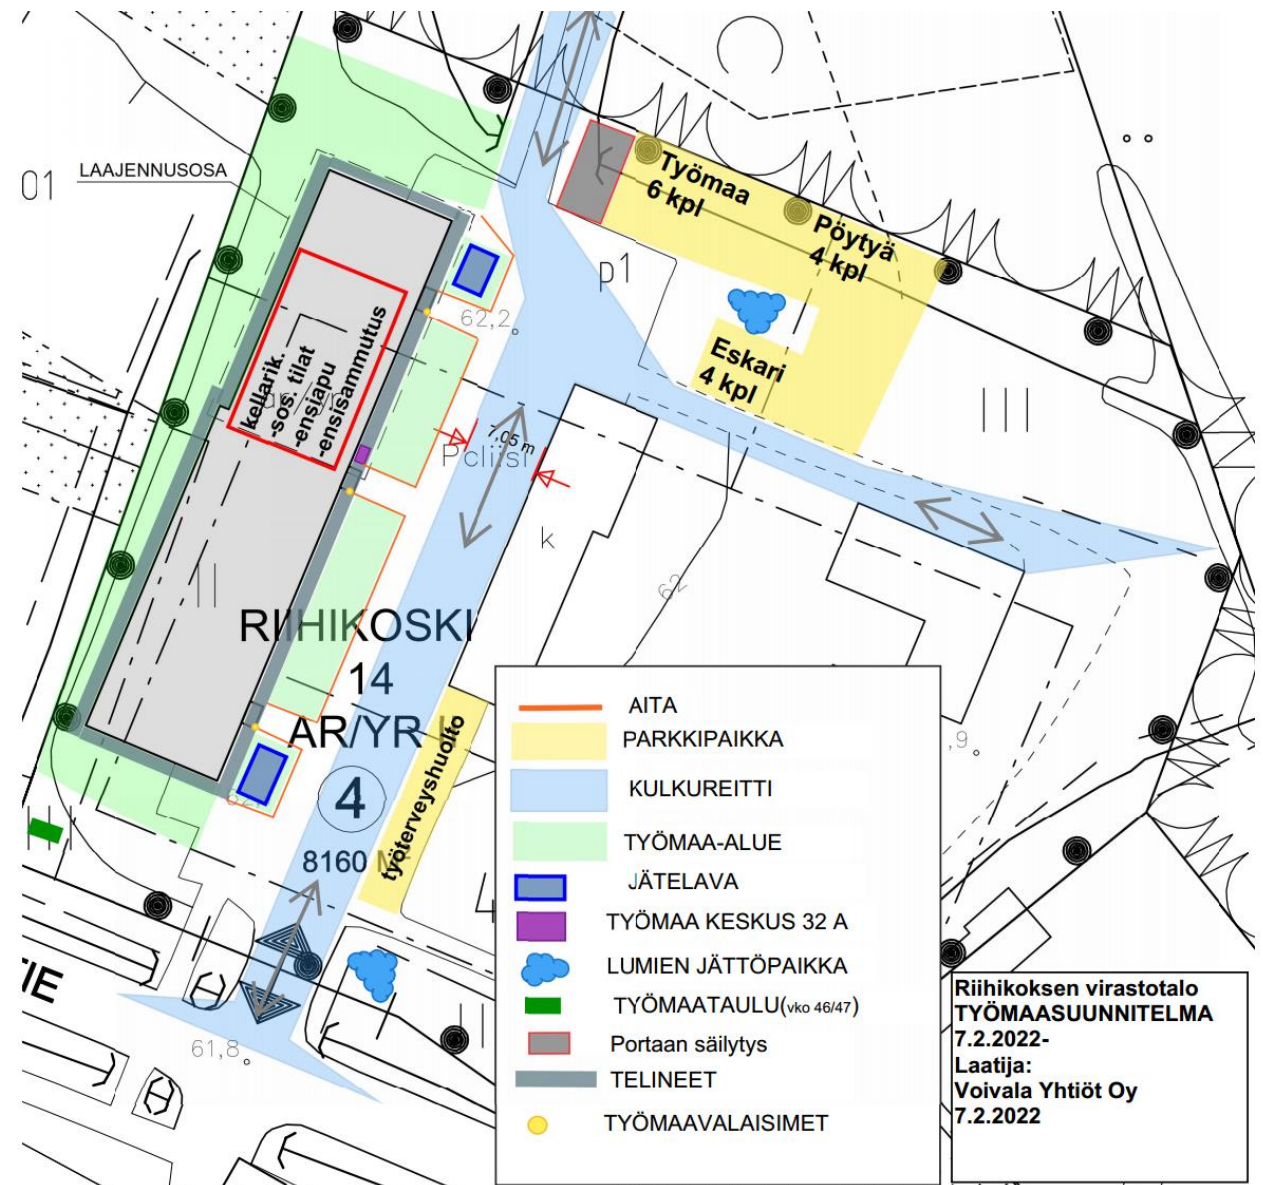 LAAJENNUSOSA
01
Työmaa
6 kpl
Pöytyä
4 kpl
p1
62,2
Eskari
4 kpl
kellarik.
-sos. tilat
-ensiapu
-ensisammutus
7,05 m
III
k
62
II
RIIHIKOSKI
14
AR/YR
4
8160
työterveyshuolto
61,8
AITA
PARKKIPAIKKA
KULKUREITTI
TYÖMAA-ALUE
JÄTELAVA
TYÖMAA KESKUS 32 A
LUMIEN JÄTTÖPAIKKA
TYÖMAATAULU(vko 46/47)
Portaan säilytys
TELINEET
TYÖMAAVALAISIMET
Riihikoksen virastotalo
TYÖMAASUUNNITELMA
7.2.2022-
Laatija:
Voivala Yhtiöt Oy
7.2.2022